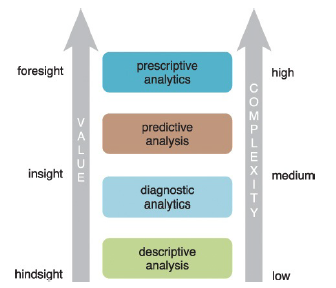 prescriptive
analytics
foresight
high
predictive
analysis
VALUE
COMPLEXITY
insight
medium
diagnostic
analytics
descriptive
analysis
hindsight
low